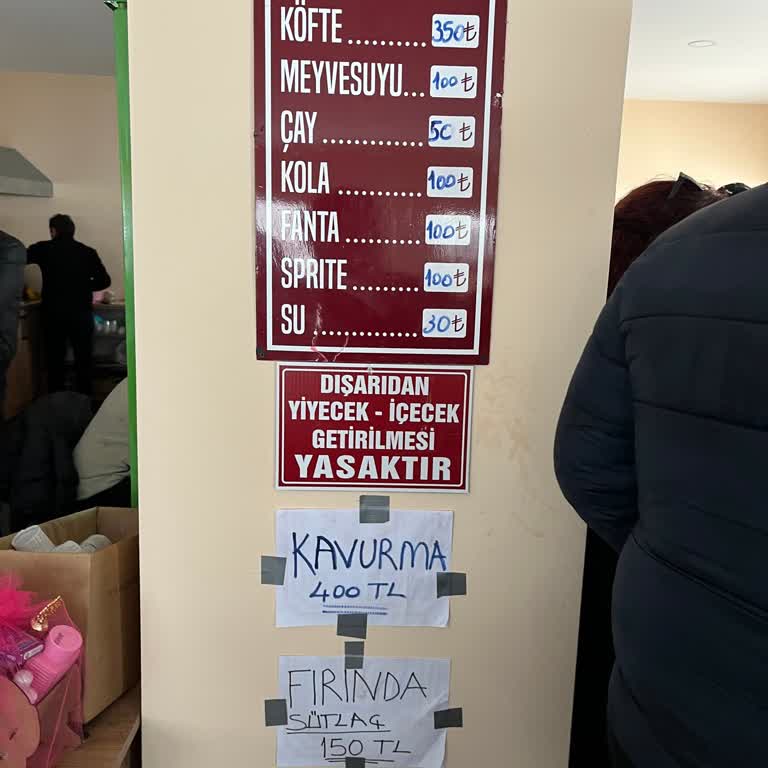 KÖFTE .......... 350₺
MEYVESUYU... 100₺
ÇAY ............. 50 ₺
KOLA ........... 100₺
FANTA .......... 100₺
SPRITE ......... 100₺
SU ............... 30₺
DIŞARIDAN
YİYECEK - İÇECEK
GETİRİLMESİ
YASAKTIR
KAVURMA
400 TL
FIRINDA
SÜTLAÇ
150 TL